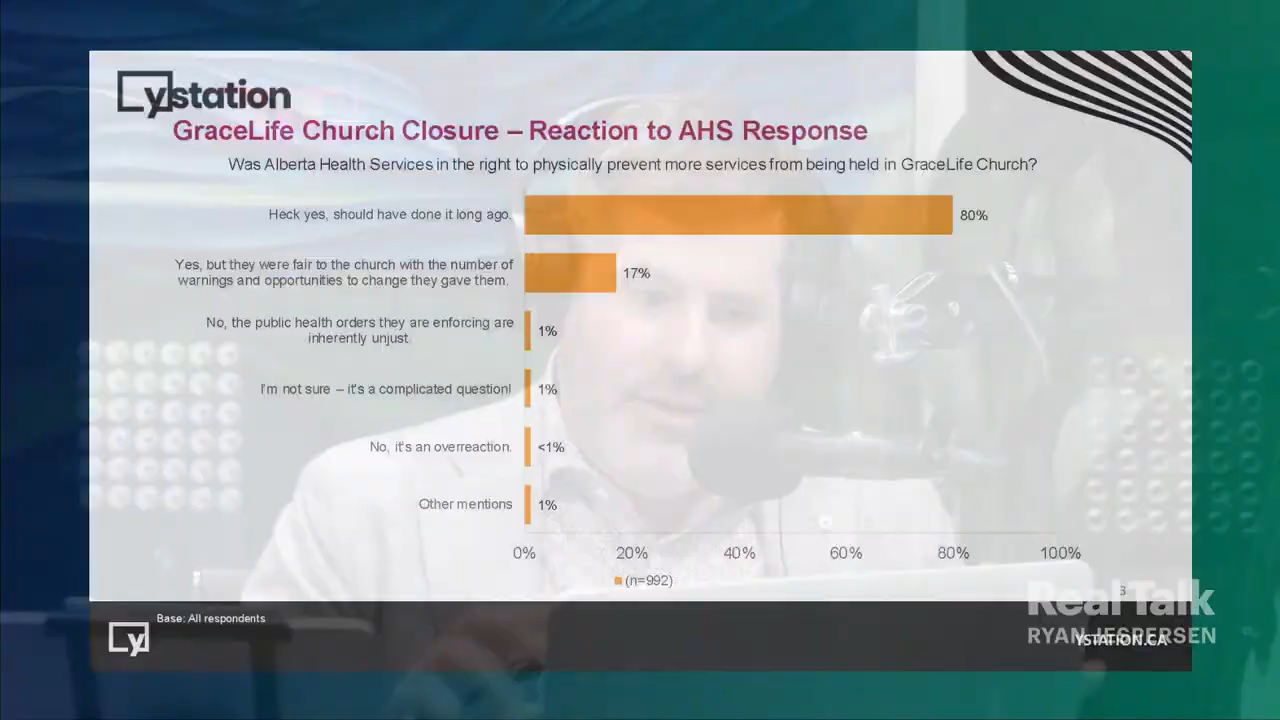 ystation
GraceLife Church Closure – Reaction to AHS Response
Was Alberta Health Services in the right to physically prevent more services from being held in GraceLife Church?
Heck yes, should have done it long ago.
80%
Yes, but they were fair to the church with the number of
warnings and opportunities to change they gave them.
17%
No, the public health orders they are enforcing are
inherently unjust
1%
I'm not sure – it's a complicated question!
1%
No, it's an overreaction.
<1%
Other mentions
1%
0% 20% 40% 60% 80% 100%
(n=992)
3
Real Talk
RYAN JESPERSEN
Base: All respondents
y
YSTATION.CA